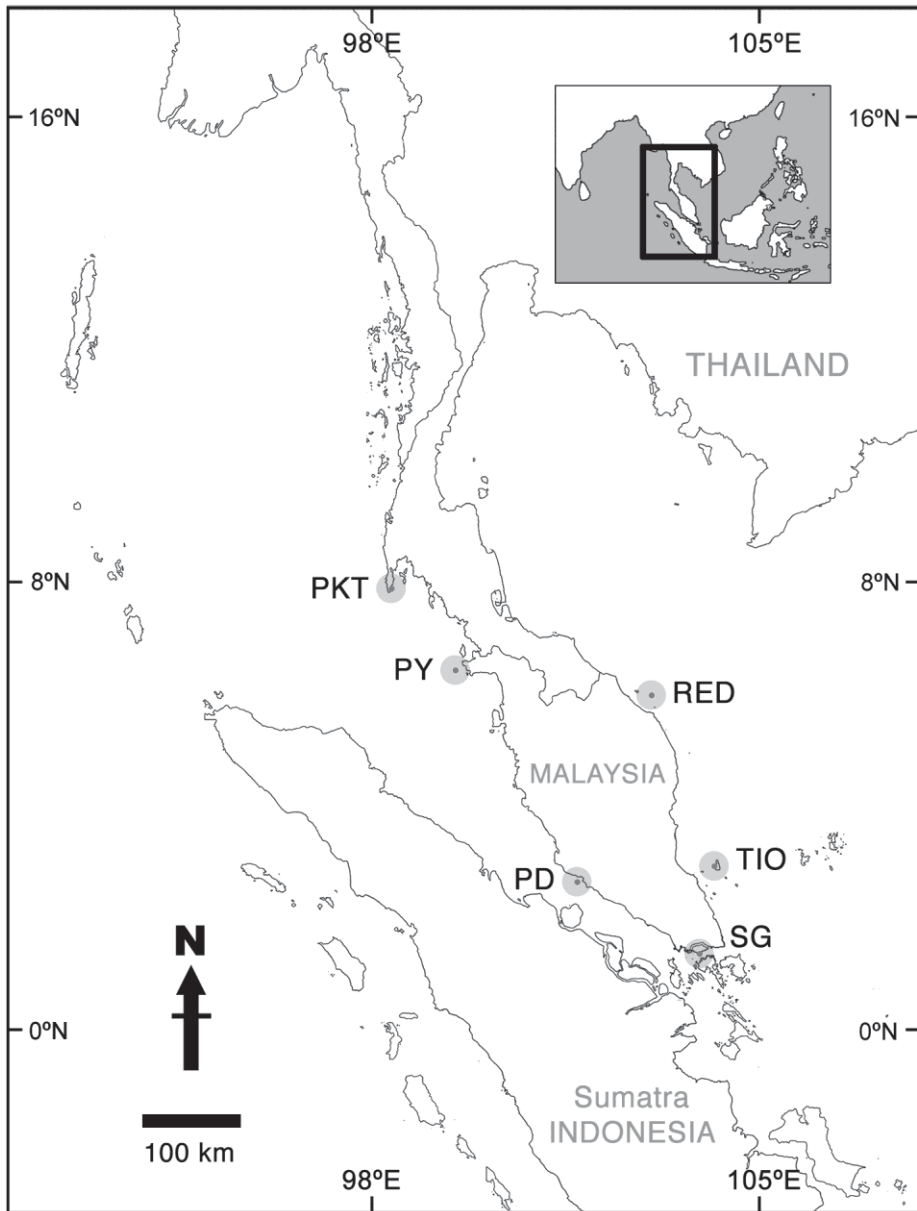 98ºE 105ºE
16ºN 16ºN
THAILAND
PKT
8ºN 8ºN
PY
RED
MALAYSIA
TIO
PD
SG
N
0ºN 0ºN
100 km
Sumatra
INDONESIA
98ºE 105ºE